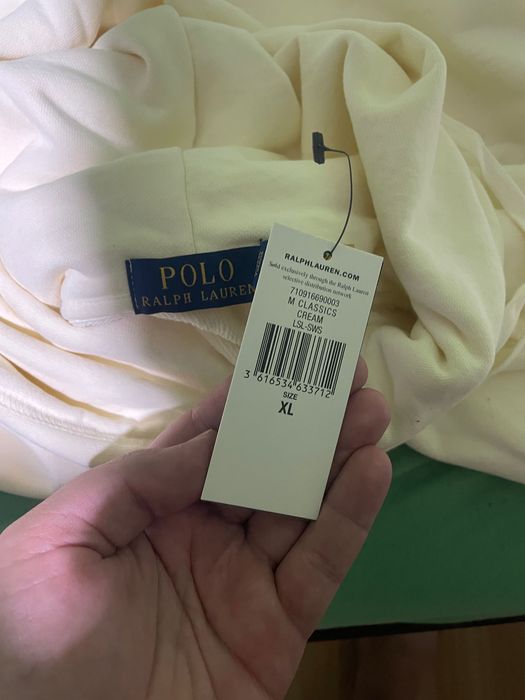 POLO
RALPH LAUREN
RALPHLAUREN.COM
Sold exclusively through the Ralph Lauren
selective distribution network
710916690003
M CLASSICS
CREAM
LSL-SWS
3 616534 633712
SIZE
XL